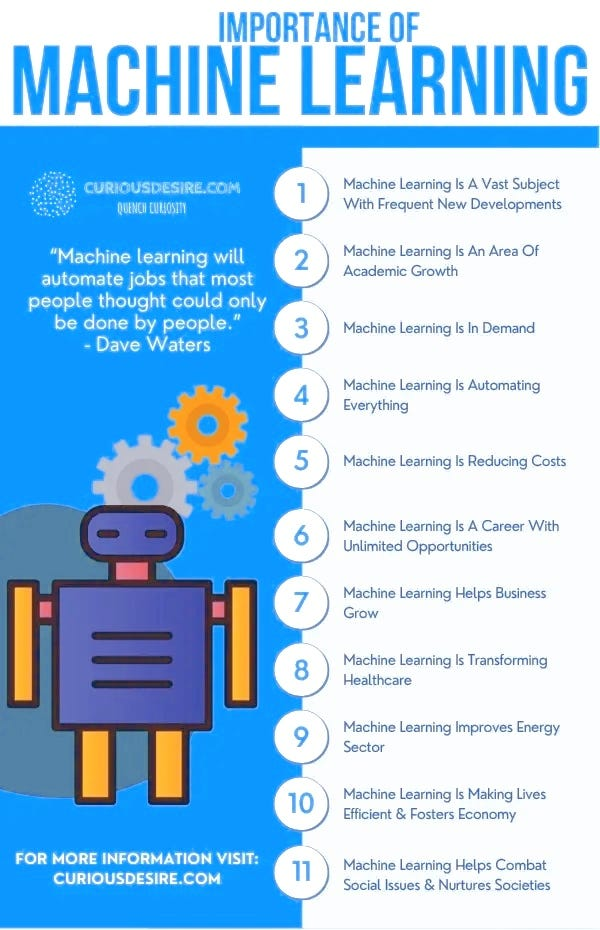 IMPORTANCE OF
MACHINE LEARNING
CURIOUSDESIRE.COM
QUENCH CURIOSITY
"Machine learning will
automate jobs that most
people thought could only
be done by people."
- Dave Waters
1
Machine Learning Is A Vast Subject
With Frequent New Developments
2
Machine Learning Is An Area Of
Academic Growth
3
Machine Learning Is In Demand
4
Machine Learning Is Automating
Everything
5
Machine Learning Is Reducing Costs
6
Machine Learning Is A Career With
Unlimited Opportunities
7
Machine Learning Helps Business
Grow
8
Machine Learning Is Transforming
Healthcare
9
Machine Learning Improves Energy
Sector
10
Machine Learning Is Making Lives
Efficient & Fosters Economy
11
Machine Learning Helps Combat
Social Issues & Nurtures Societies
FOR MORE INFORMATION VISIT:
CURIOUSDESIRE.COM